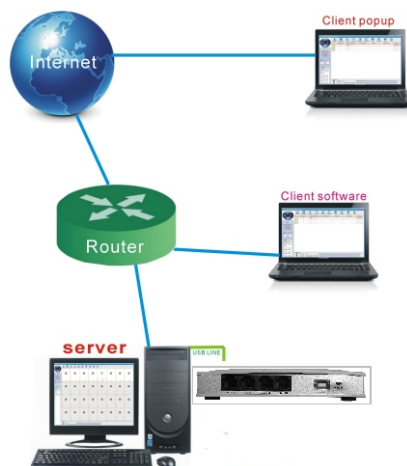 Client popup
Internet
Client software
Router
server
USB LINE